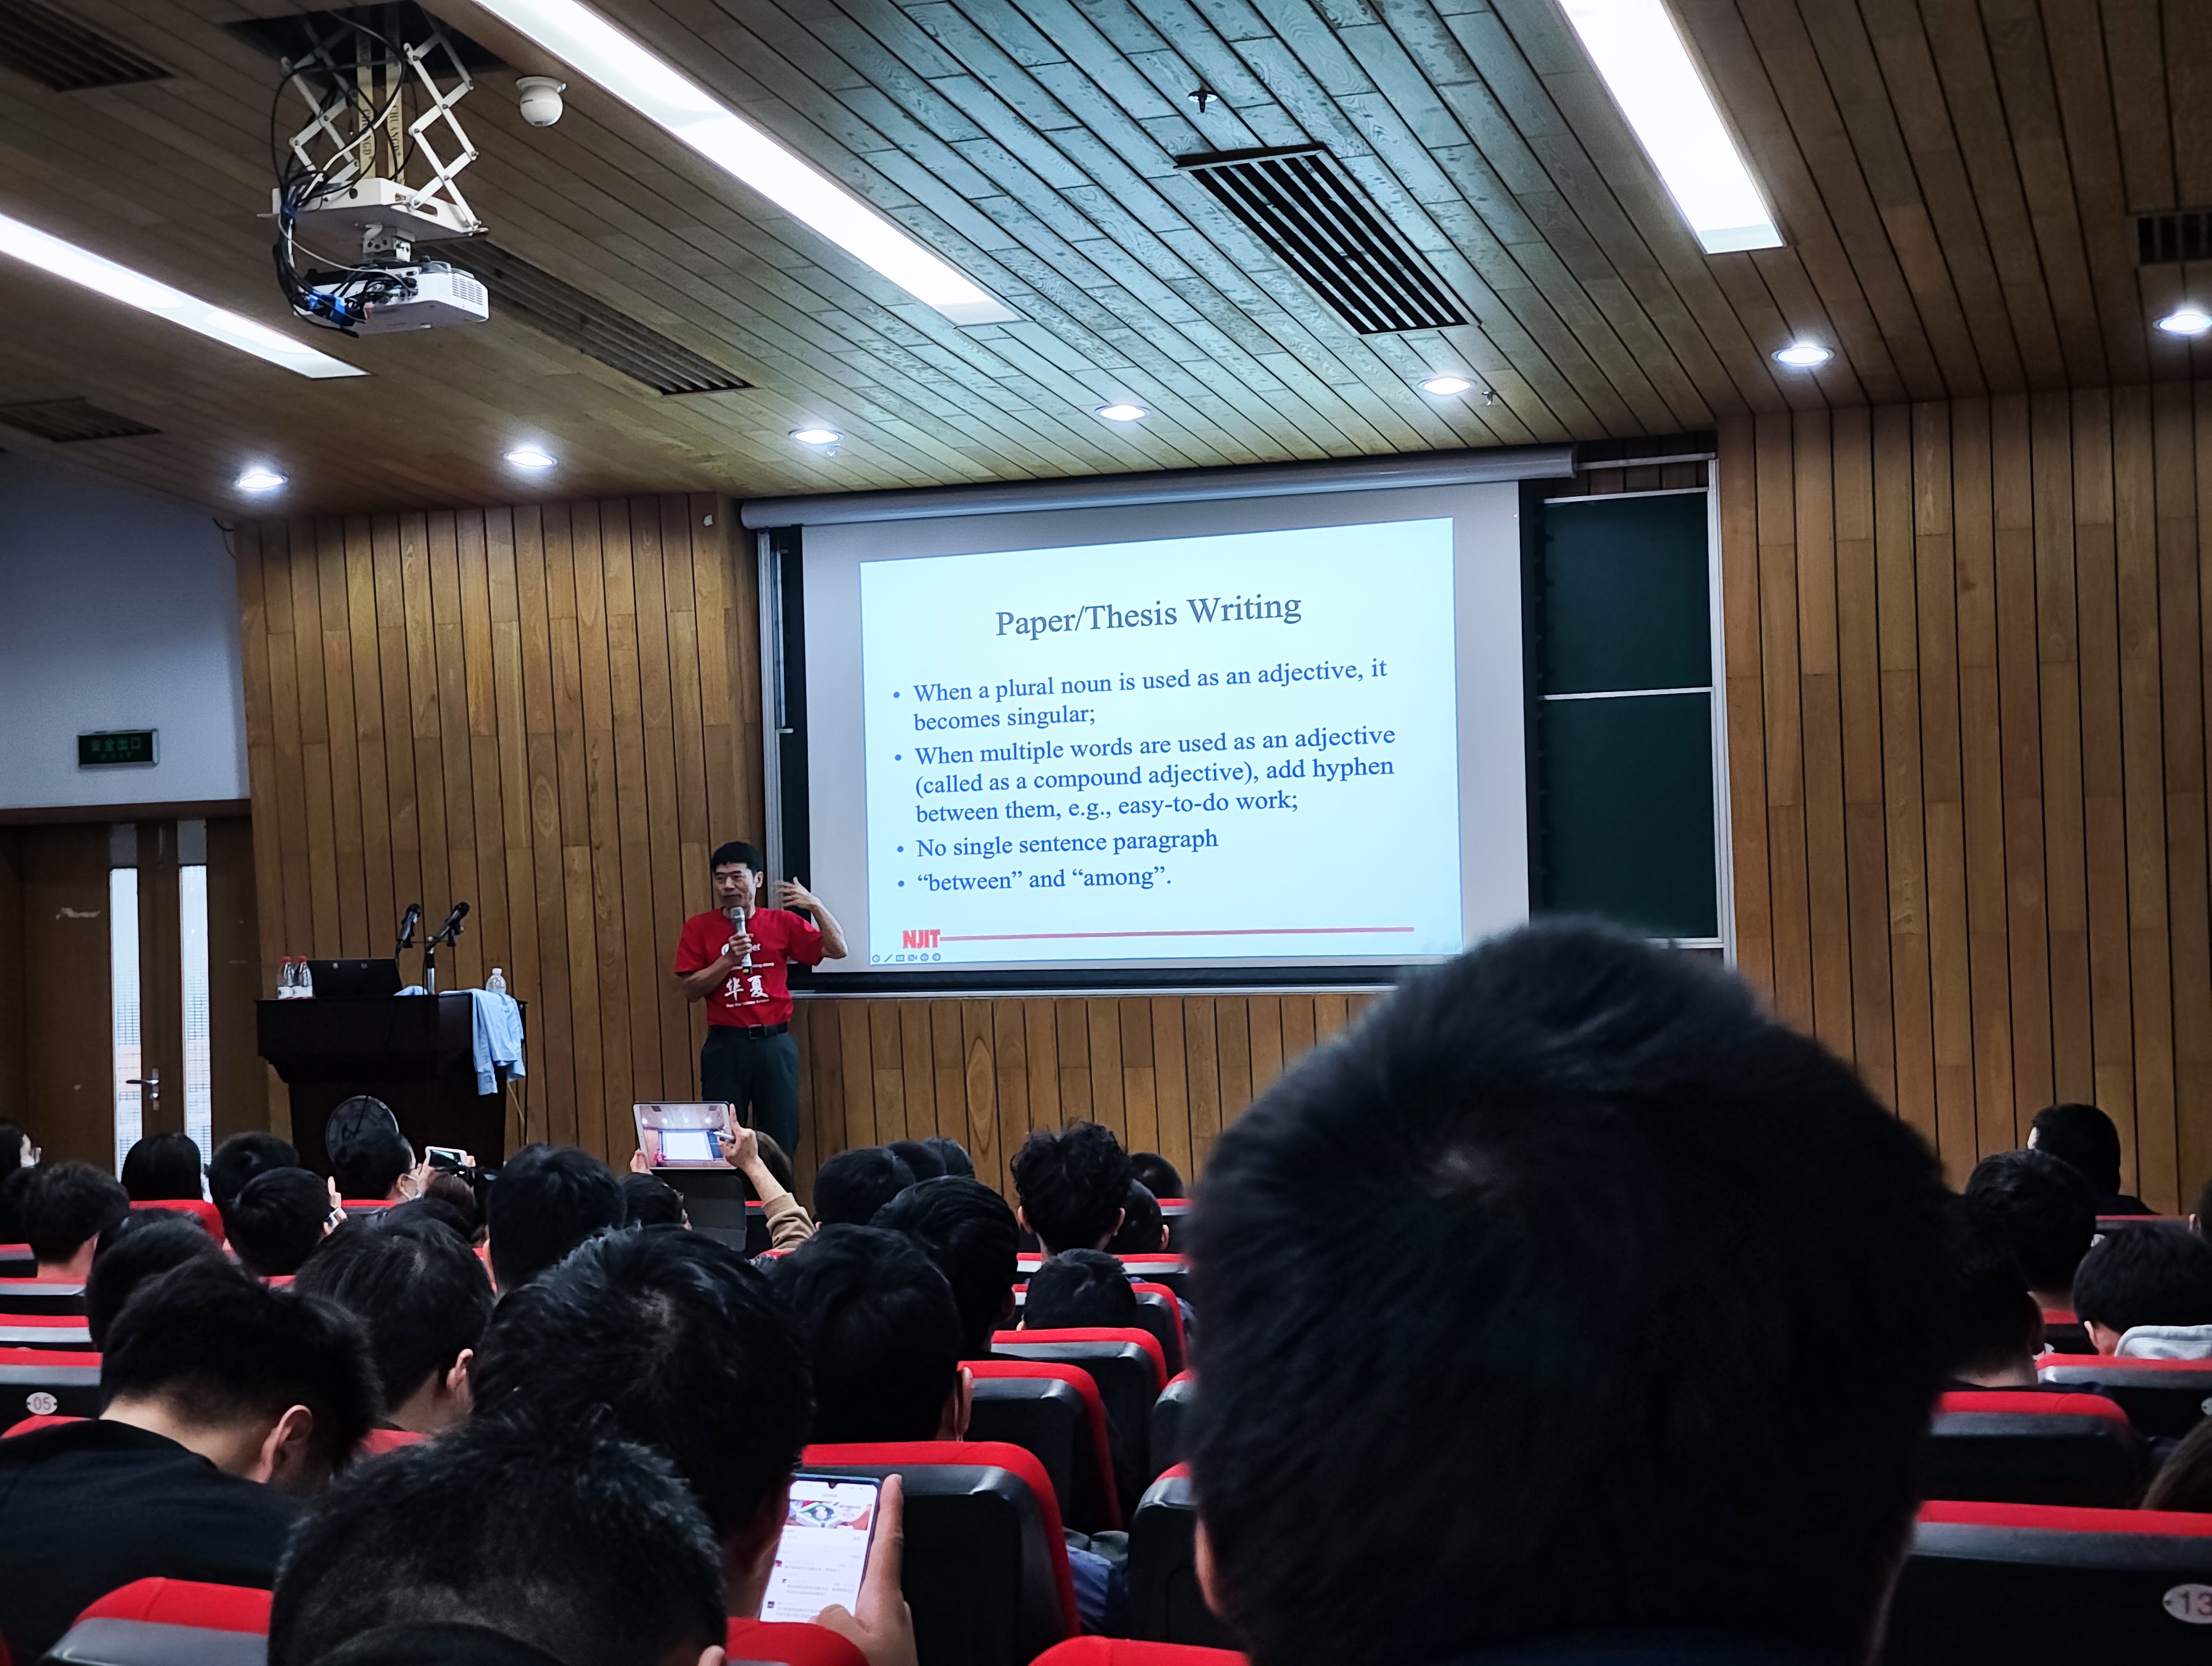 Paper/Thesis Writing
• When a plural noun is used as an adjective, it
becomes singular;
• When multiple words are used as an adjective
(called as a compound adjective), add hyphen
between them, e.g., easy-to-do work;
• No single sentence paragraph
• “between” and “among”.
NJIT
安全出口
EXIT
华夏
05
13